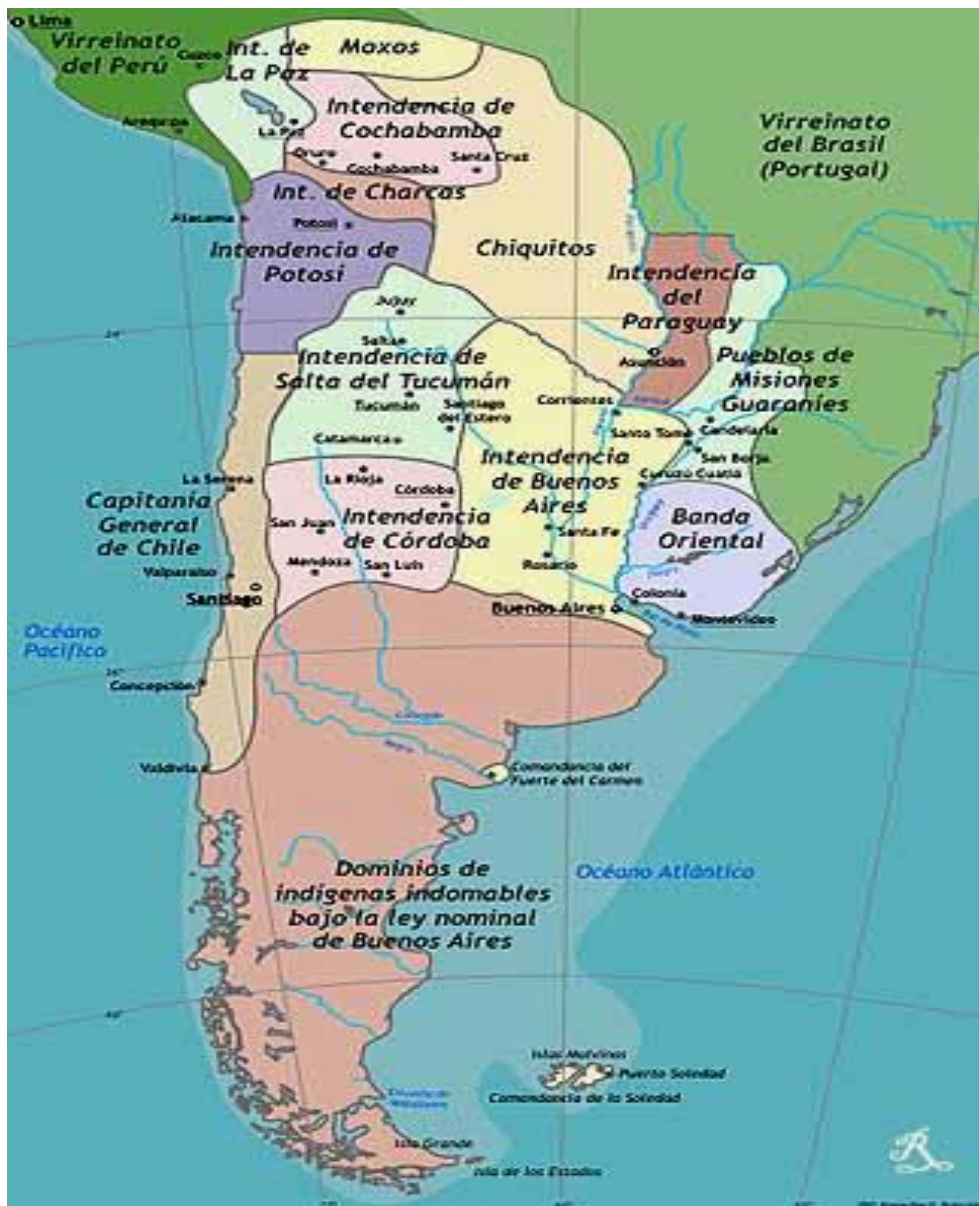 Lima
Virreinato
del Perú
Cuzco
Int. de
La Paz
Moxos
Intendencia de
Cochabamba
Arequipa
La Paz
Oruro
Cochabamba
Santa Cruz
Virreinato
del Brasil
(Portugal)
Int. de Charcas
Atacama
Potosí
Intendencia de
Potosí
Chiquitos
Intendencia
del
Paraguay
Jujuy
Asunción
Intendencia de
Salta del Tucumán
Tucumán
Santiago
del Estero
Catamarca
Pueblos de
Misiones
Guaraníes
Corrientes
Santo Tomé
Candelaria
San Borja
Curuzú Cuatiá
La Serena
La Rioja
Córdoba
Intendencia
de Buenos
Aires
Capitanía
General
de Chile
San Juan
Intendencia
de Córdoba
Santa Fe
Banda
Oriental
Valparaíso
Mendoza
San Luis
Rosario
Santiago
Buenos Aires
Colonia
Montevideo
Océano
Pacífico
Concepción
Colorado
Negro
Valdivia
Comandancia del
Fuerte del Carmen
Dominios de
indígenas indomables
bajo la ley nominal
de Buenos Aires
Océano Atlántico
Islas Malvinas
Puerto Soledad
Comandancia de la Soledad
Isla Grande
Isla de los Estados